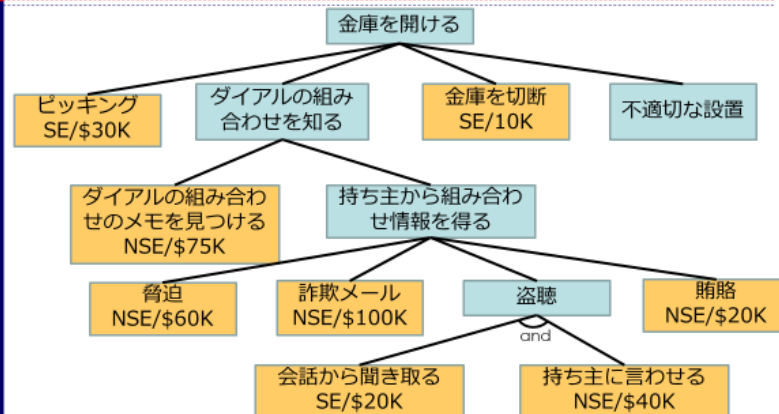 金庫を開ける
ピッキング
SE/$30K
ダイアルの組み
合わせを知る
金庫を切断
SE/10K
不適切な設置
ダイアルの組み合わ
せのメモを見つける
NSE/$75K
持ち主から組み合わ
せ情報を得る
脅迫
NSE/$60K
詐欺メール
NSE/$100K
盗聴
賄賂
NSE/$20K
and
会話から聞き取る
SE/$20K
持ち主に言わせる
NSE/$40K